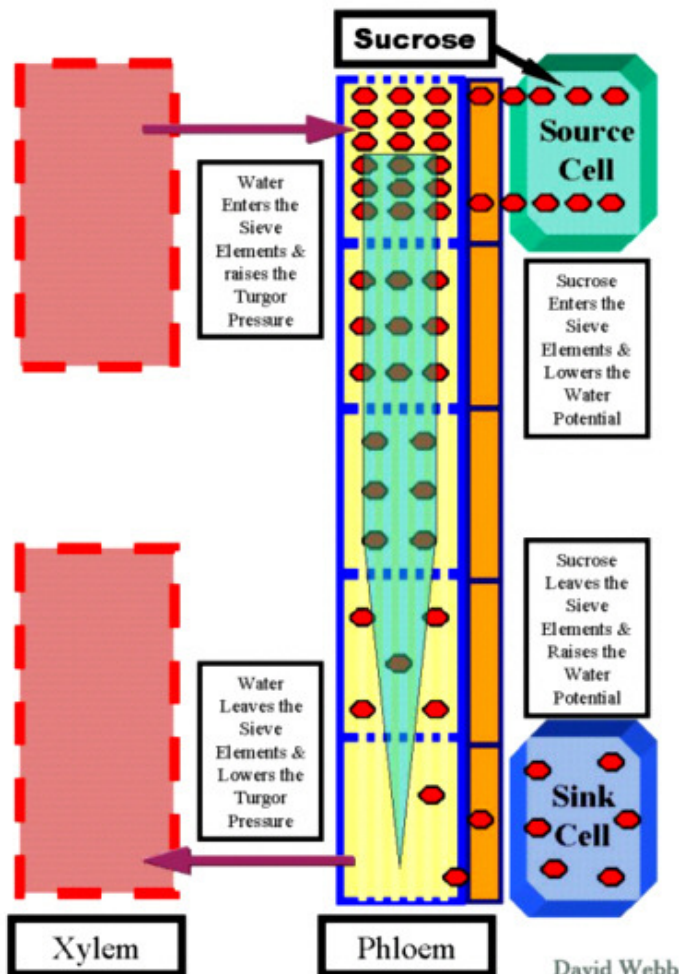 Sucrose
Source
Cell
Water
Enters the
Sieve
Elements &
raises the
Turgor
Pressure
Sucrose
Enters the
Sieve
Elements &
Lowers the
Water
Potential
Sucrose
Leaves the
Sieve
Elements &
Raises the
Water
Potential
Water
Leaves the
Sieve
Elements &
Lowers the
Turgor
Pressure
Sink
Cell
Xylem
Phloem
David Webb